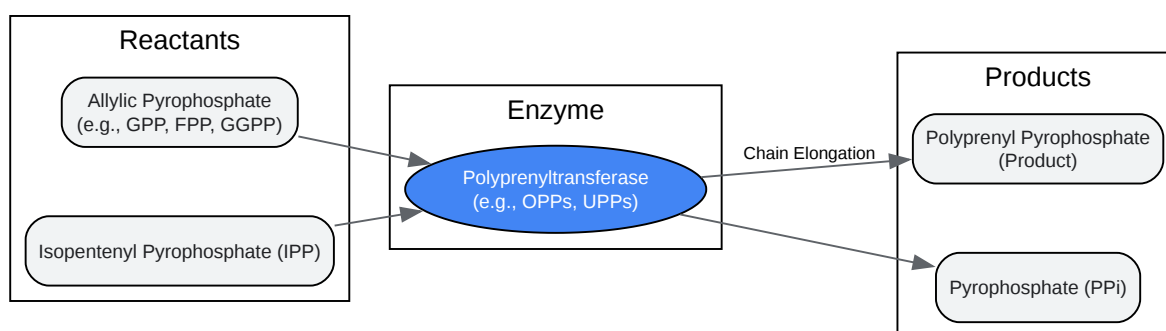 Reactants
Allylic Pyrophosphate
(e.g., GPP, FPP, GGPP)
Isopentenyl Pyrophosphate (IPP)
Enzyme
Polyprenyltransferase
(e.g., OPPs, UPPs)
Chain Elongation
Products
Polyprenyl Pyrophosphate
(Product)
Pyrophosphate (PPi)